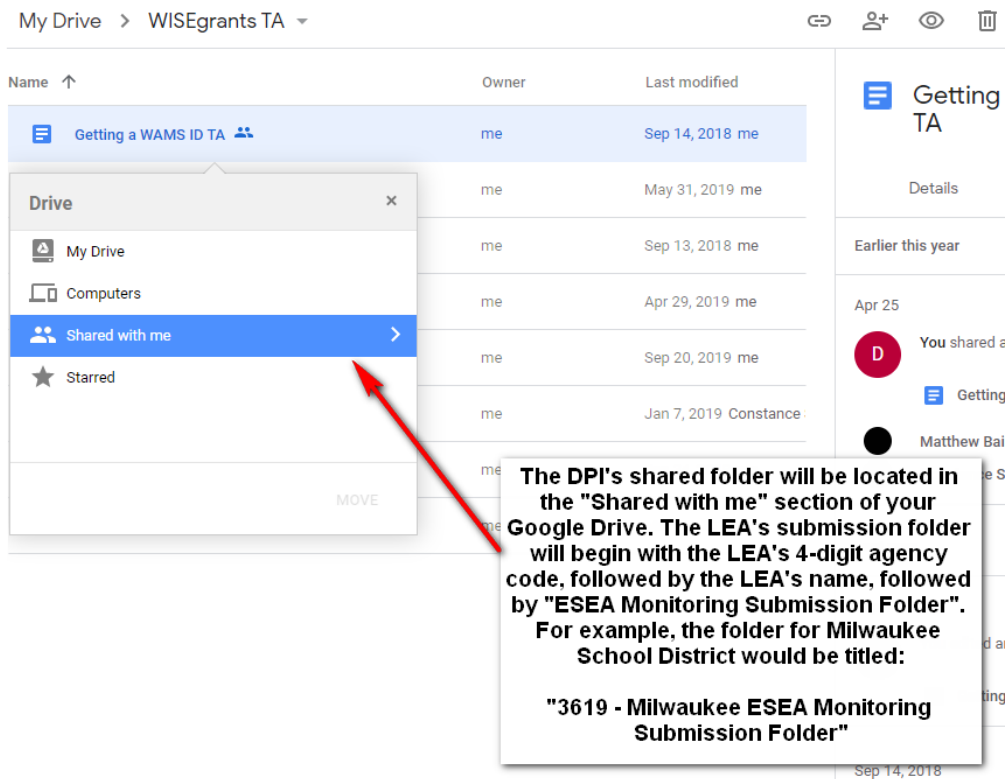 My Drive > WISEgrants TA
Name Owner Last modified
Getting a WAMS ID TA me Sep 14, 2018 me
me May 31, 2019 me
me Sep 13, 2018 me
me Apr 29, 2019 me
me Sep 20, 2019 me
me Jan 7, 2019 Constance
me
me
Drive ×
My Drive
Computers
Shared with me
Starred
MOVE
Getting
TA
Details
Earlier this year
Apr 25
D
You shared a
Getting
Matthew Bai
ce S
The DPI's shared folder will be located in
the "Shared with me" section of your
Google Drive. The LEA's submission folder
will begin with the LEA's 4-digit agency
code, followed by the LEA's name, followed
by "ESEA Monitoring Submission Folder".
For example, the folder for Milwaukee
School District would be titled:
"3619 - Milwaukee ESEA Monitoring
Submission Folder"
d a
ting
Sep 14, 2018